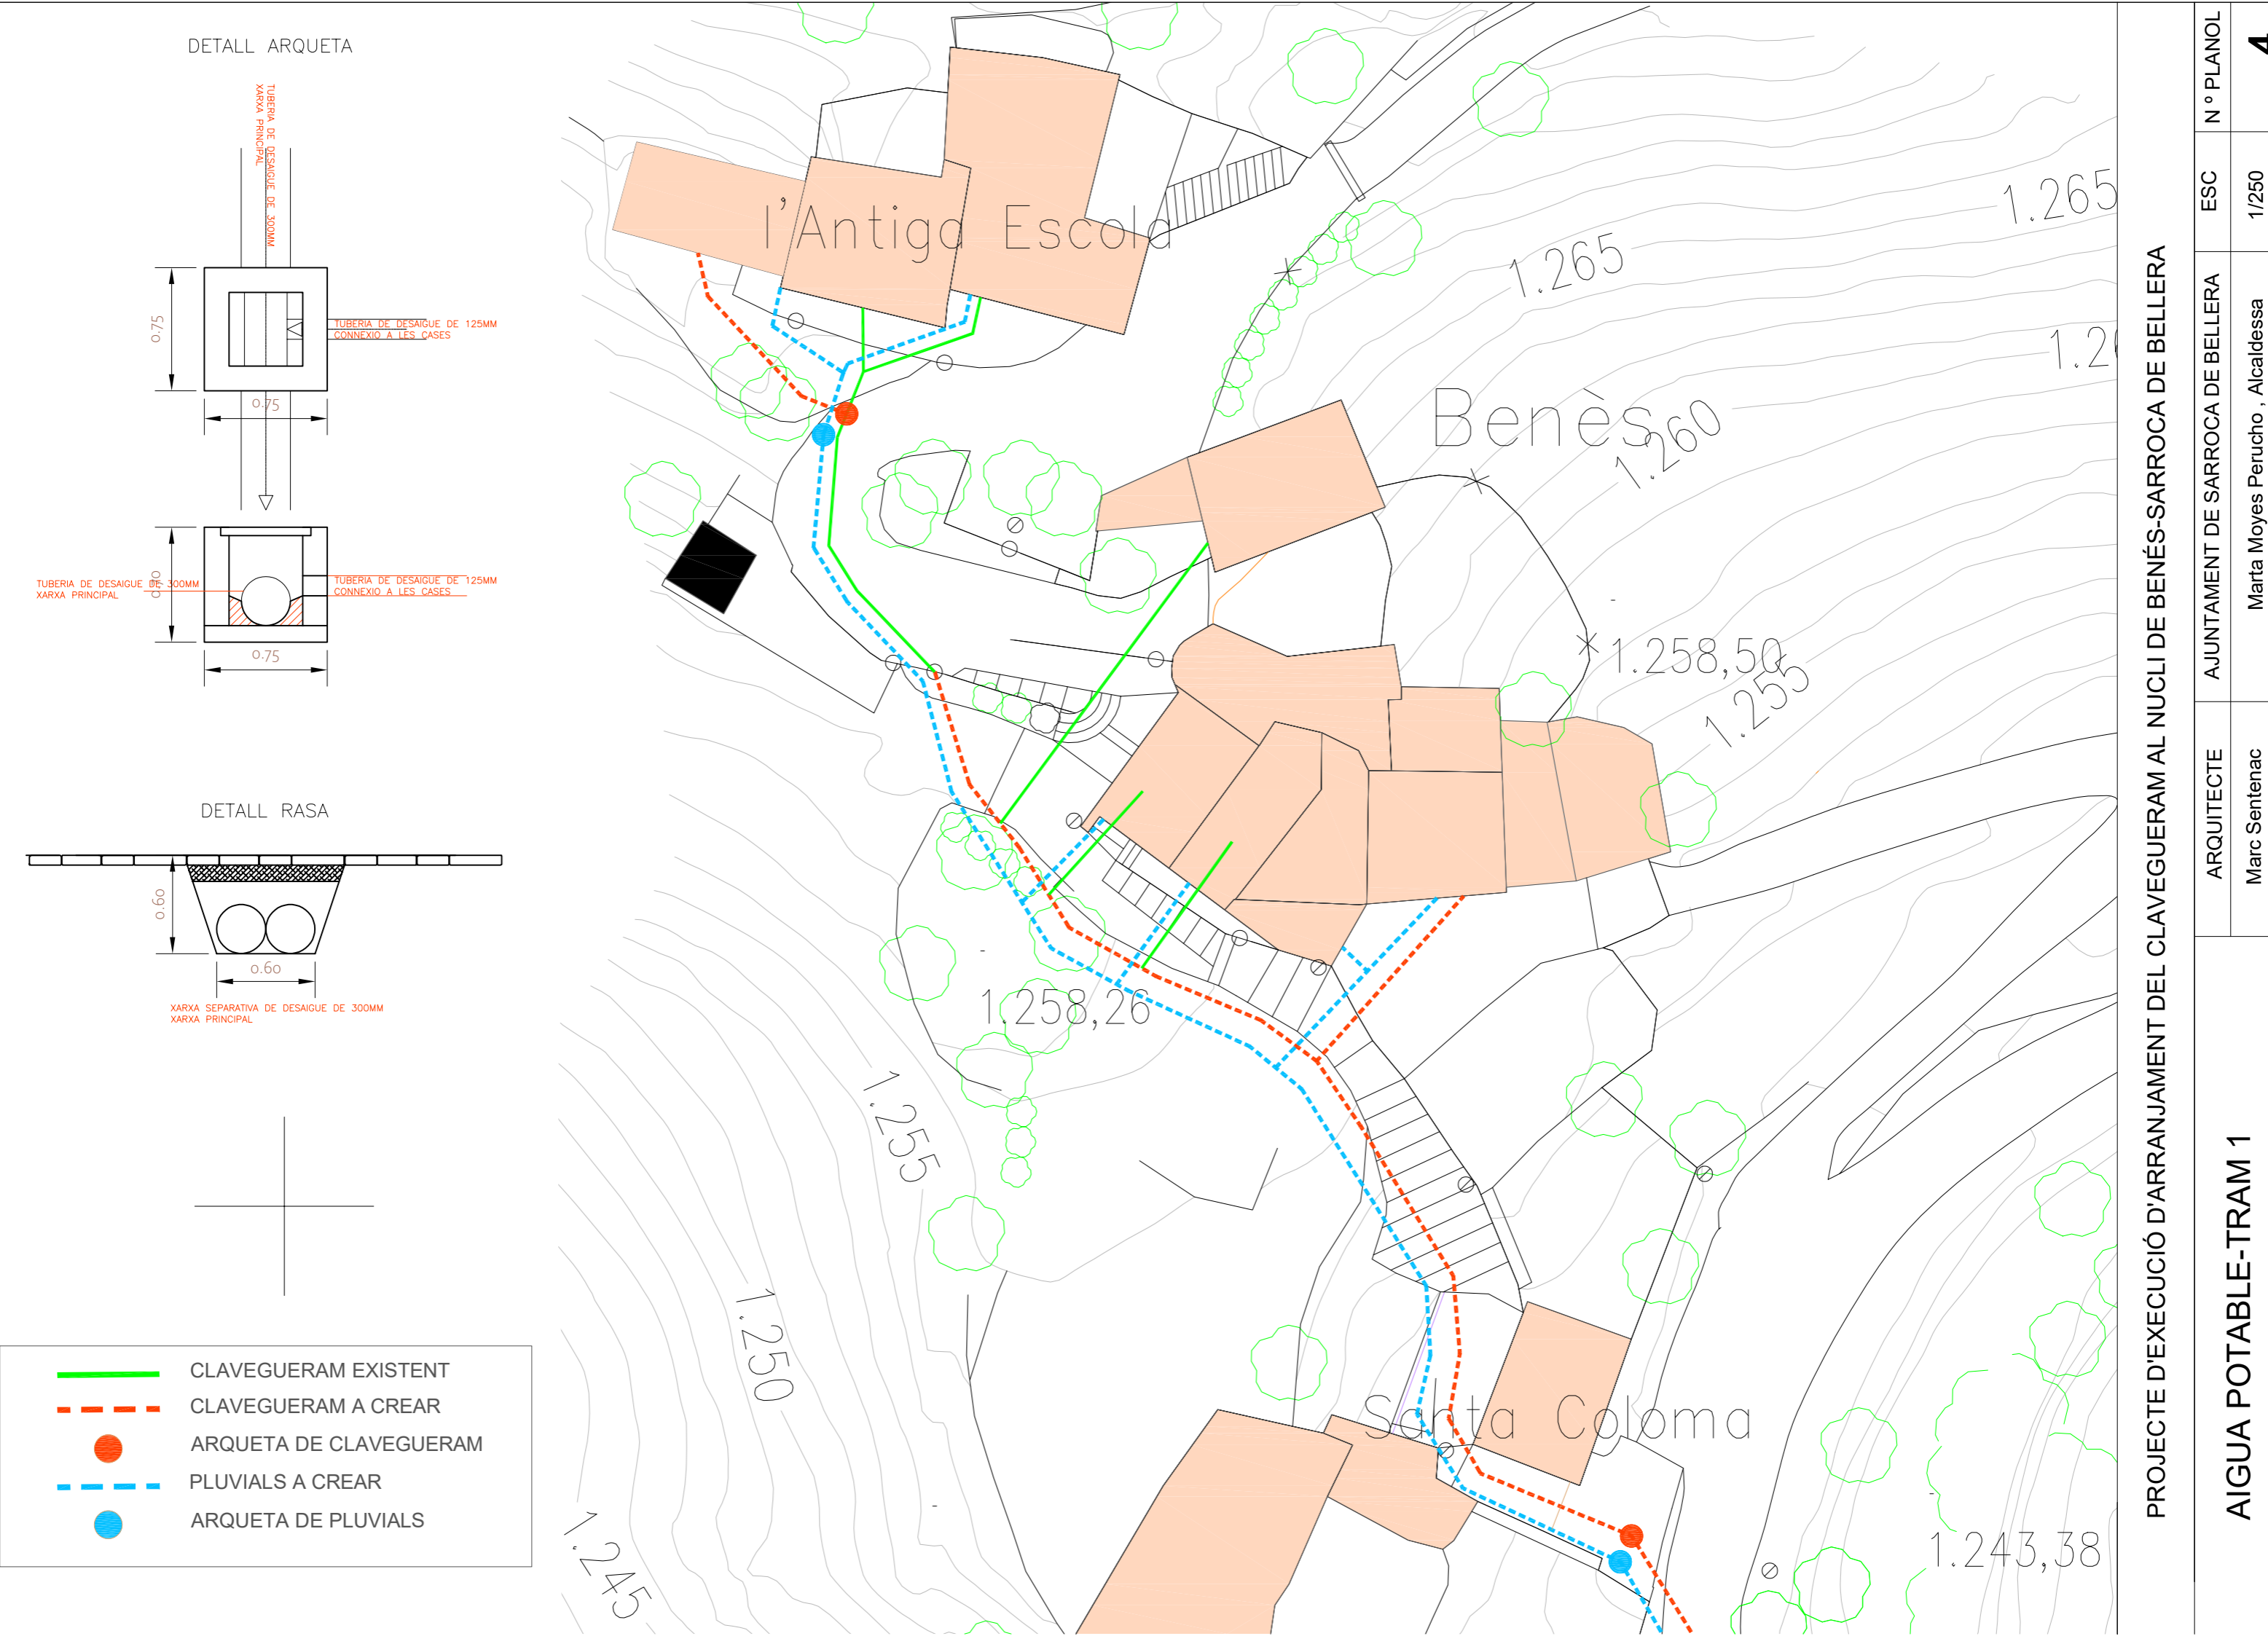 DETALL ARQUETA
TUBERIA DE DESAIGUE DE 300MM
XARXA PRINCIPAL
0.75
TUBERIA DE DESAIGUE DE 125MM
CONNEXIO A LES CASES
0.75
TUBERIA DE DESAIGUE DE 300MM
XARXA PRINCIPAL
TUBERIA DE DESAIGUE DE 125MM
CONNEXIO A LES CASES
0.75
DETALL RASA
0.60
0.60
XARXA SEPARATIVA DE DESAIGUE DE 300MM
XARXA PRINCIPAL
CLAVEGUERAM EXISTENT
CLAVEGUERAM A CREAR
ARQUETA DE CLAVEGUERAM
PLUVIALS A CREAR
ARQUETA DE PLUVIALS
l'Antiga Escola
1.265
1.265
Benès
1.260
1.258,50
1.255
1.258,26
1.255
1.250
Santa Coloma
1.245
1.243,38
PROJECTE D'EXECUCIÓ D'ARRANJAMENT DEL CLAVEGUERAM AL NUCLI DE BENÉS-SARROCA DE BELLERA
Nº PLANOL
4
ESC
1/250
AJUNTAMENT DE SARROCA DE BELLERA
Marta Moyes Perucho , Alcaldessa
ARQUITECTE
Marc Sentenac
AIGUA POTABLE-TRAM 1